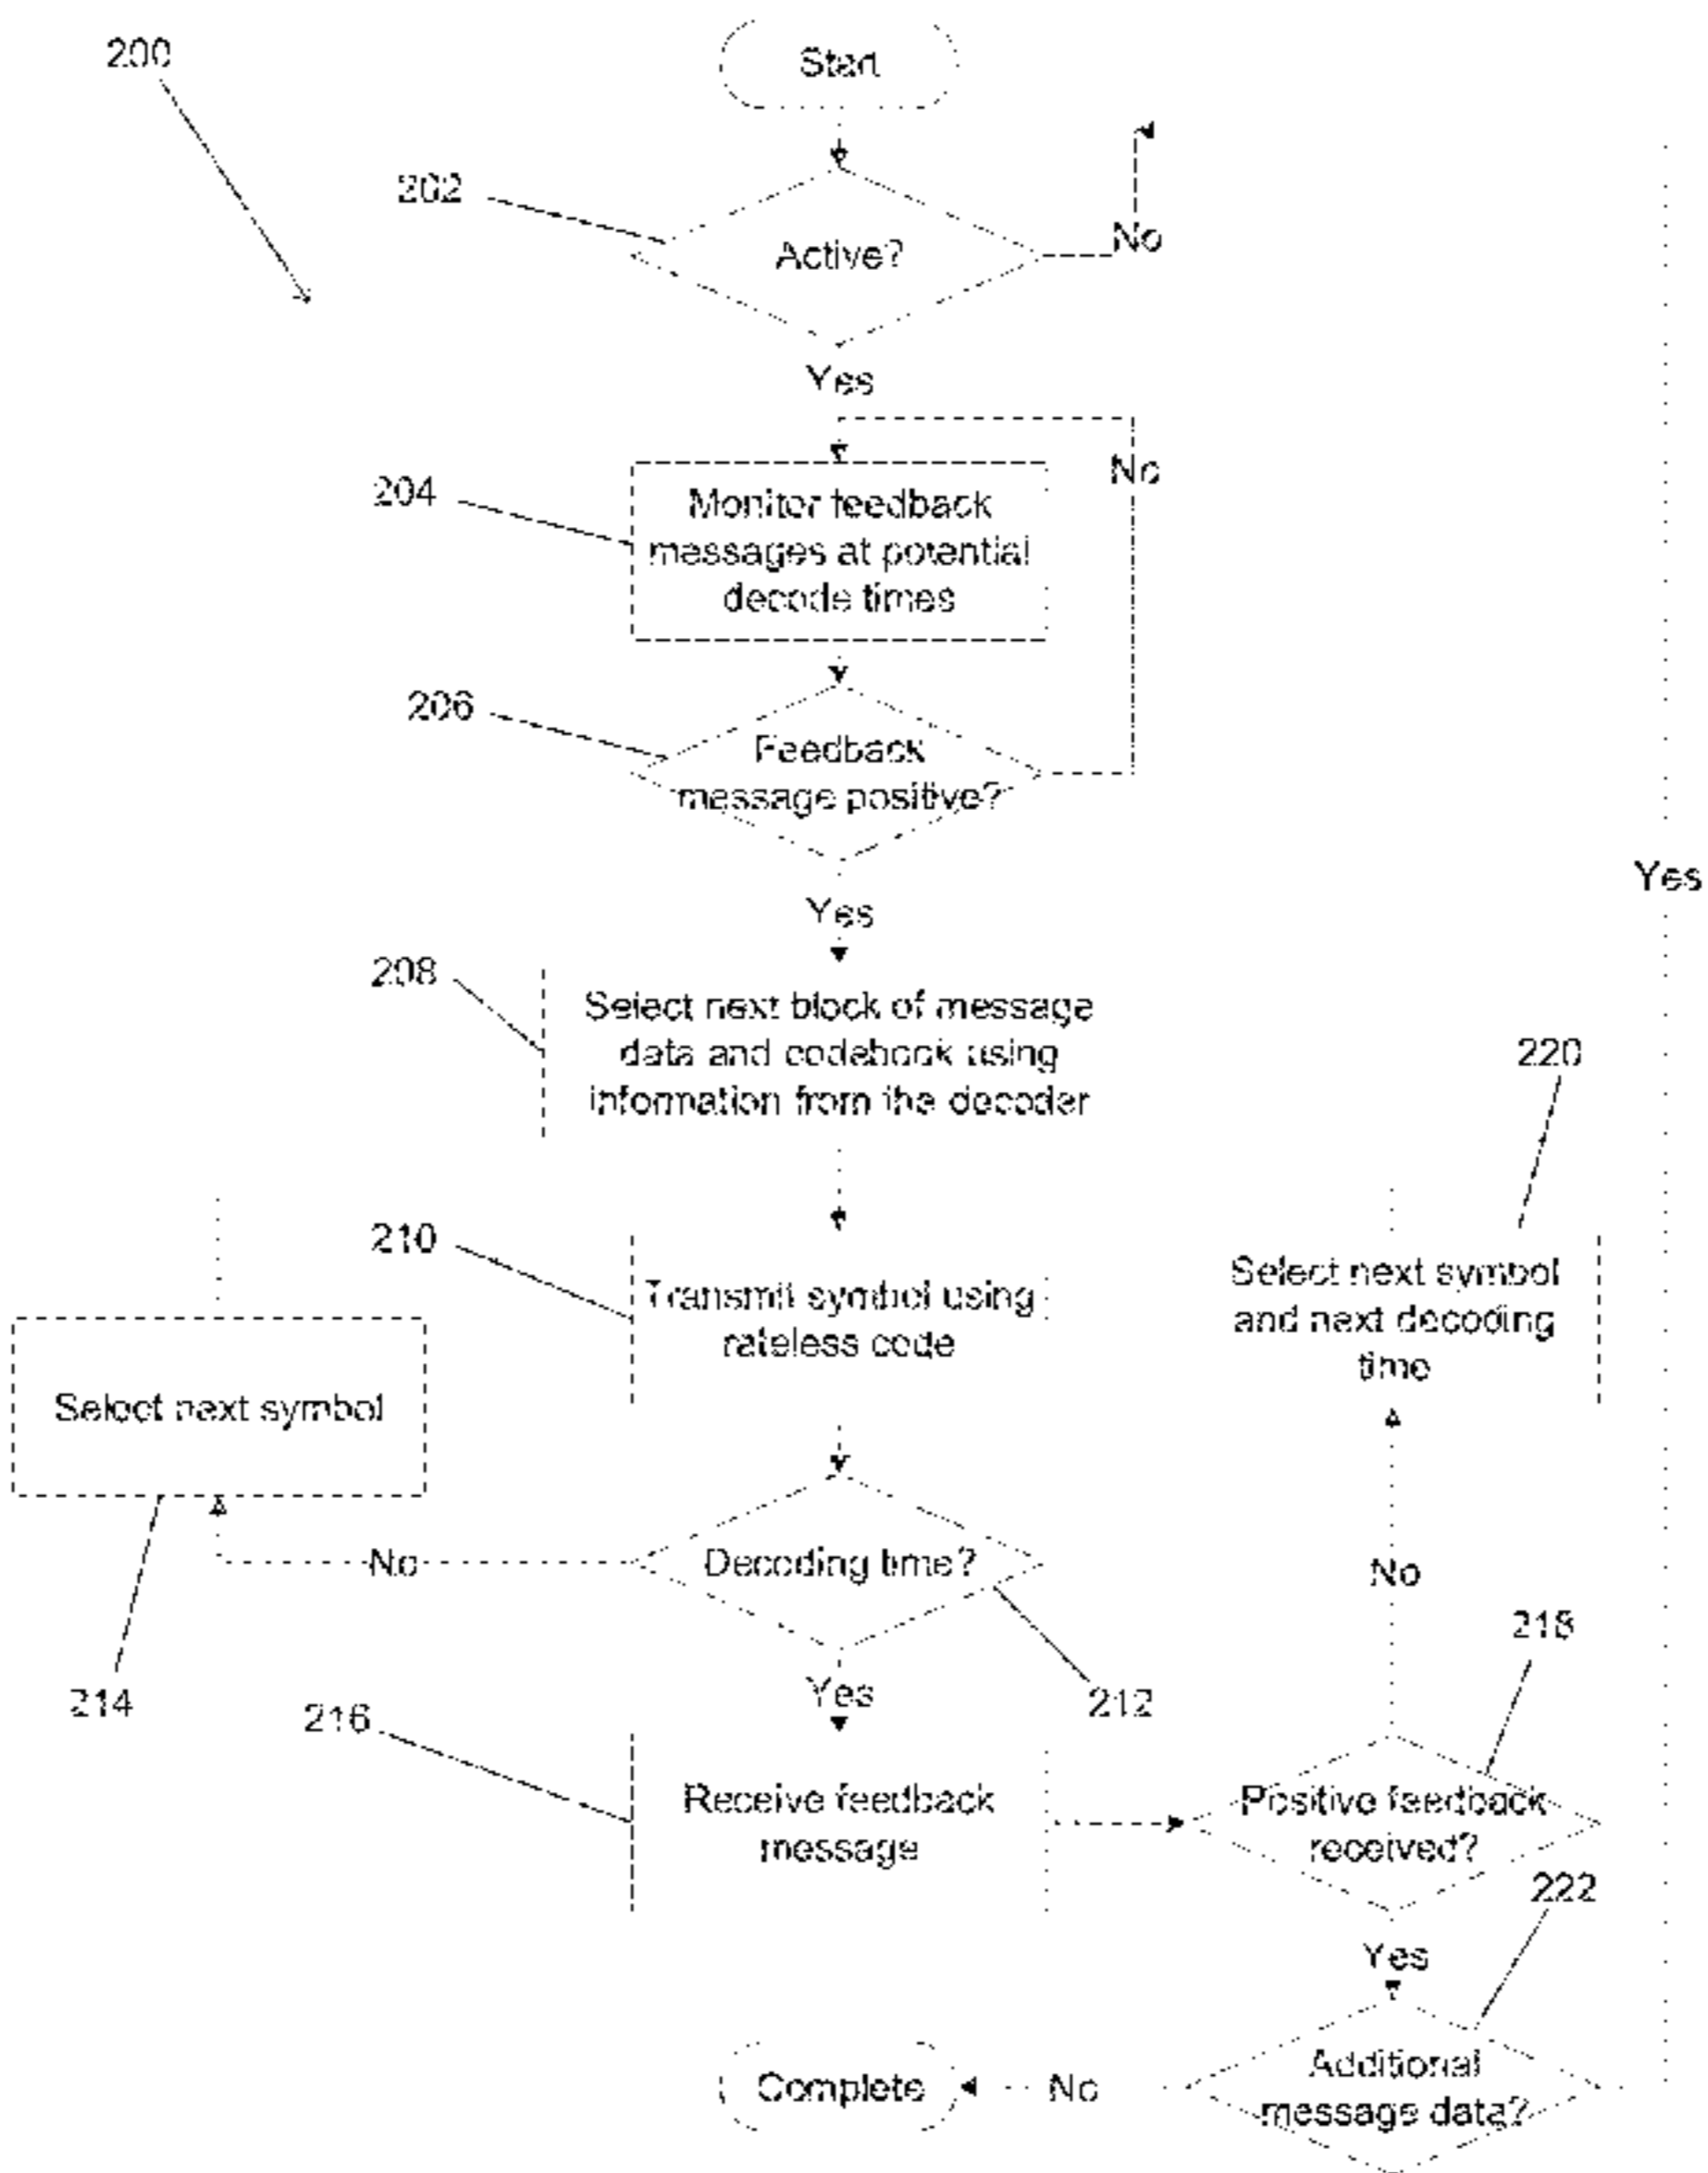 200
Start
202
Active?
No
Yes
204
Monitor feedback
messages at potential
decode times
No
206
Feedback
message positive?
Yes
Yes
208
Select next block of message
data and codebook using
information from the decoder
220
210
Transmit symbol using
rateless code
Select next symbol
and next decoding
time
Select next symbol
No
Decoding time?
No
218
214
216
Yes
212
Receive feedback
message
Positive feedback
received?
222
Yes
Complete
No
Additional
message data?